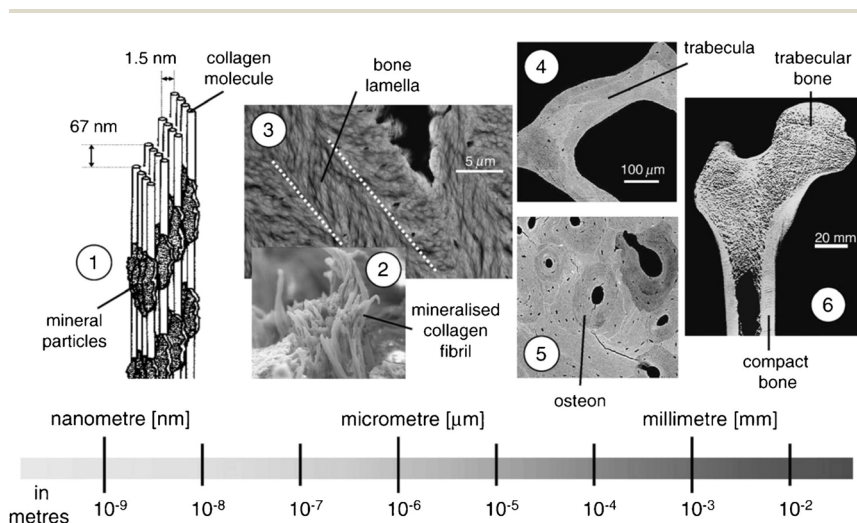 1.5 nm
collagen
molecule
67 nm
1
mineral
particles
3
bone
lamella
5 μm
2
mineralised
collagen
fibril
4
trabecula
100 μm
5
osteon
trabecular
bone
20 mm
6
compact
bone
nanometre [nm]
micrometre [μm]
millimetre [mm]
in
metres
10-9
10-8
10-7
10-6
10-5
10-4
10-3
10-2